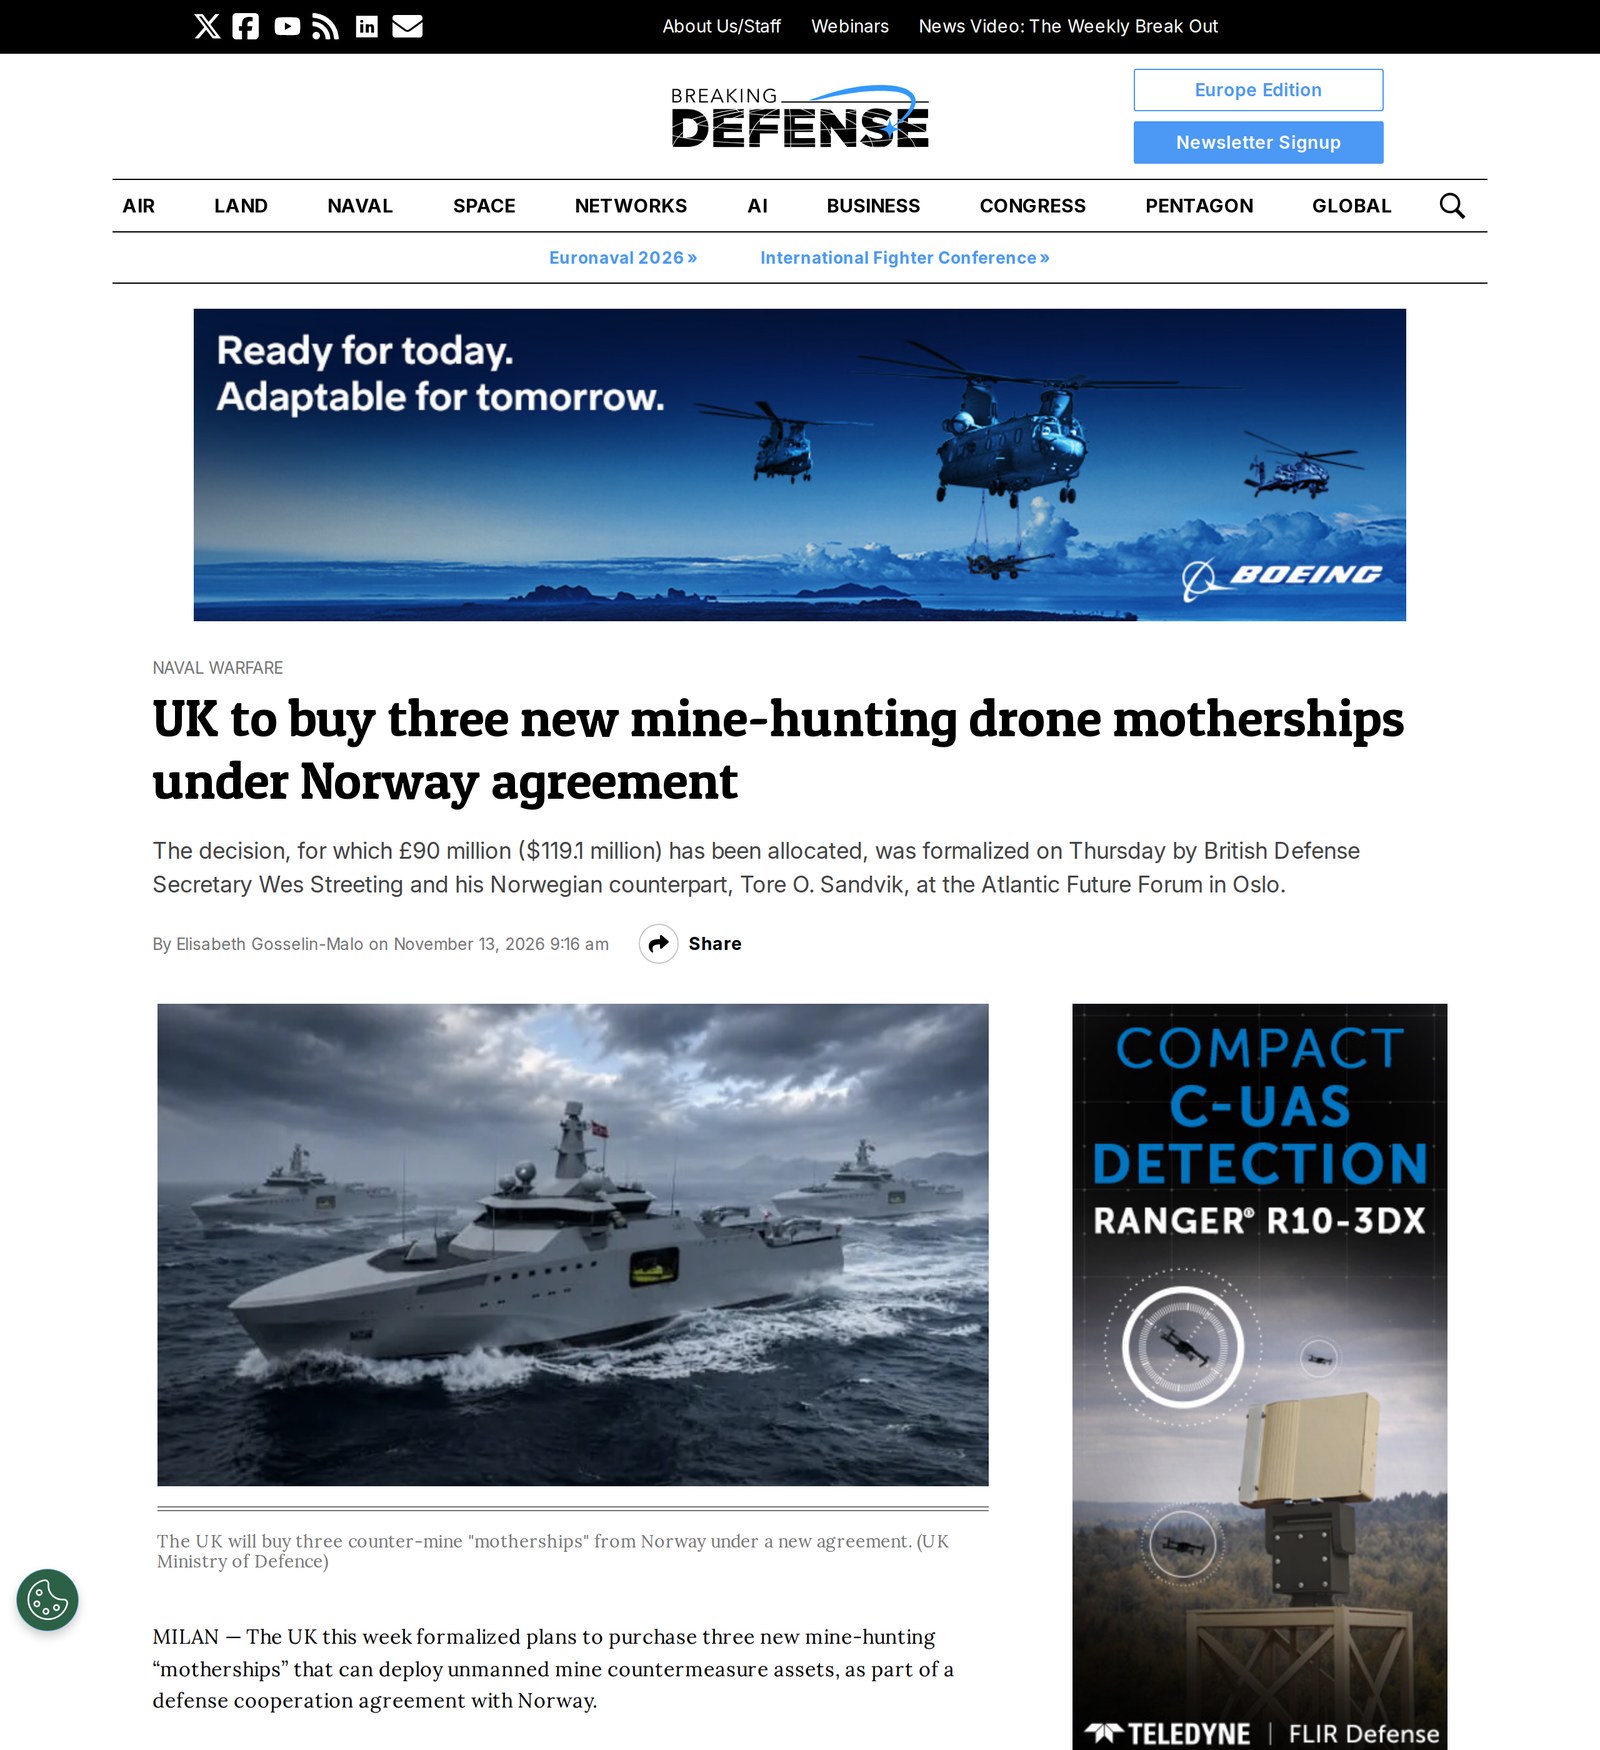 About Us/Staff Webinars News Video: The Weekly Break Out
BREAKING
DEFENSE
Europe Edition
Newsletter Signup
AIR LAND NAVAL SPACE NETWORKS AI BUSINESS CONGRESS PENTAGON GLOBAL
Euronaval 2026 » International Fighter Conference »
Ready for today.
Adaptable for tomorrow.
BOEING
NAVAL WARFARE
UK to buy three new mine-hunting drone motherships
under Norway agreement
The decision, for which £90 million ($119.1 million) has been allocated, was formalized on Thursday by British Defense
Secretary Wes Streeting and his Norwegian counterpart, Tore O. Sandvik, at the Atlantic Future Forum in Oslo.
By Elisabeth Gosselin-Malo on November 13, 2026 9:16 am Share
The UK will buy three counter-mine "motherships" from Norway under a new agreement. (UK
Ministry of Defence)
MILAN — The UK this week formalized plans to purchase three new mine-hunting
“motherships” that can deploy unmanned mine countermeasure assets, as part of a
defense cooperation agreement with Norway.
COMPACT
C-UAS
DETECTION
RANGER® R10-3DX
TELEDYNE | FLIR Defense